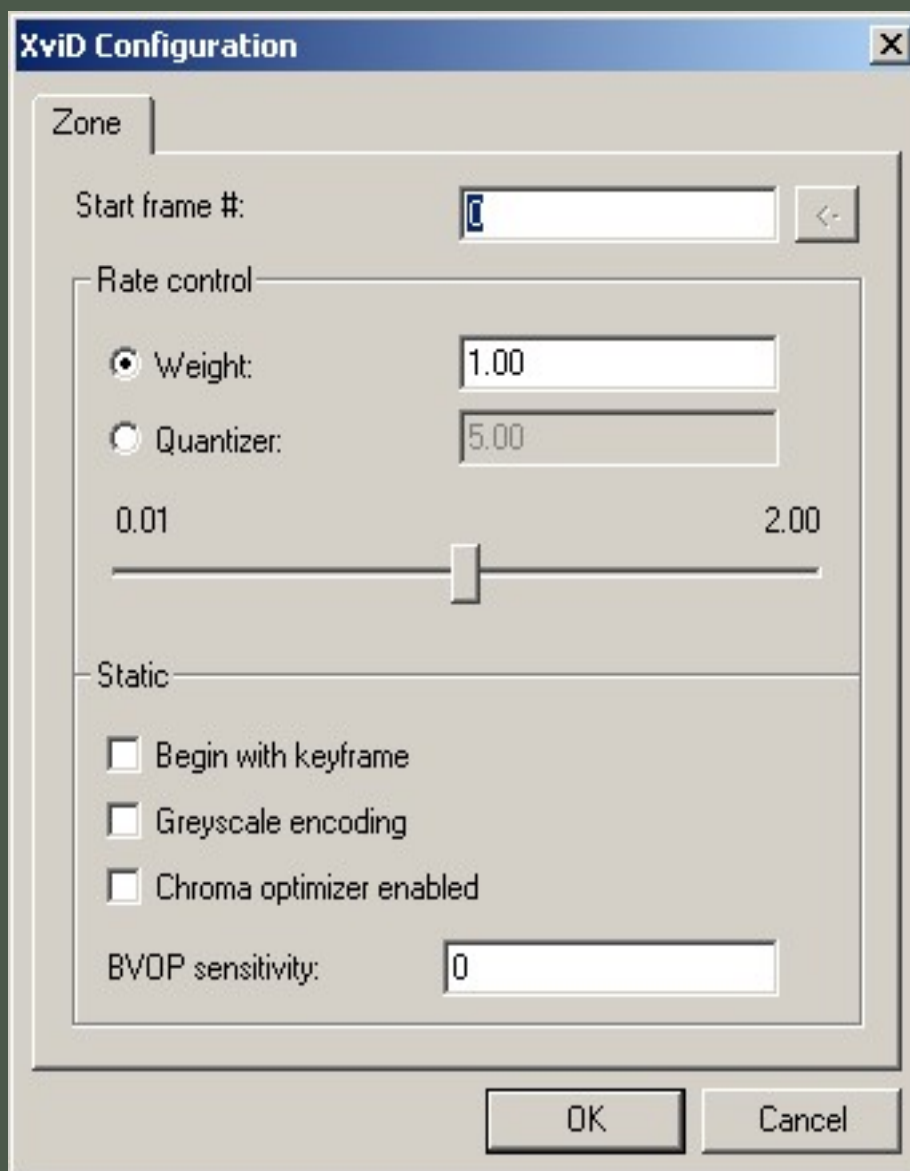 XviD Configuration
Zone
Start frame #: 0 <-
Rate control
Weight: 1.00
Quantizer: 5.00
0.01 2.00
Static
Begin with keyframe
Greyscale encoding
Chroma optimizer enabled
BVOP sensitivity: 0
OK Cancel